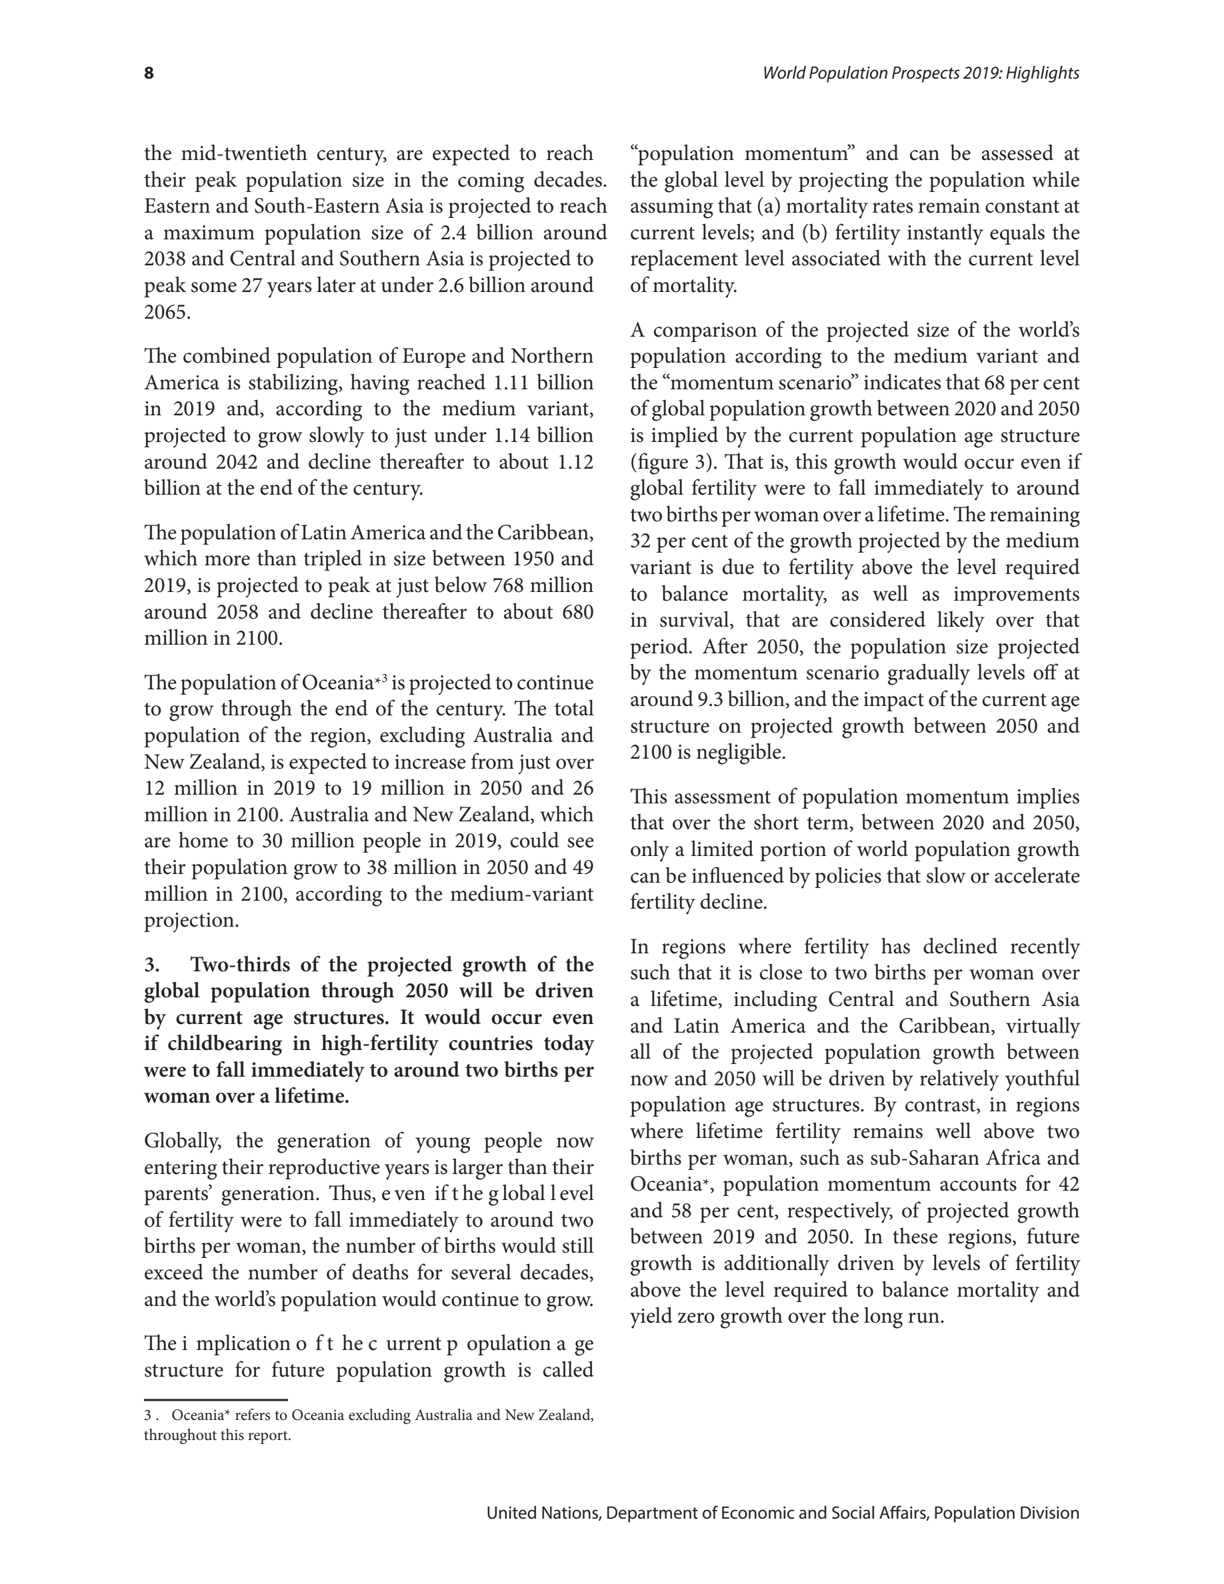 8
World Population Prospects 2019: Highlights
the mid-twentieth century, are expected to reach
their peak population size in the coming decades.
Eastern and South-Eastern Asia is projected to reach
a maximum population size of 2.4 billion around
2038 and Central and Southern Asia is projected to
peak some 27 years later at under 2.6 billion around
2065.
The combined population of Europe and Northern
America is stabilizing, having reached 1.11 billion
in 2019 and, according to the medium variant,
projected to grow slowly to just under 1.14 billion
around 2042 and decline thereafter to about 1.12
billion at the end of the century.
The population of Latin America and the Caribbean,
which more than tripled in size between 1950 and
2019, is projected to peak at just below 768 million
around 2058 and decline thereafter to about 680
million in 2100.
The population of Oceania*³ is projected to continue
to grow through the end of the century. The total
population of the region, excluding Australia and
New Zealand, is expected to increase from just over
12 million in 2019 to 19 million in 2050 and 26
million in 2100. Australia and New Zealand, which
are home to 30 million people in 2019, could see
their population grow to 38 million in 2050 and 49
million in 2100, according to the medium-variant
projection.
3. Two-thirds of the projected growth of the
global population through 2050 will be driven
by current age structures. It would occur even
if childbearing in high-fertility countries today
were to fall immediately to around two births per
woman over a lifetime.
Globally, the generation of young people now
entering their reproductive years is larger than their
parents’ generation. Thus, e ven if t he g lobal l evel
of fertility were to fall immediately to around two
births per woman, the number of births would still
exceed the number of deaths for several decades,
and the world’s population would continue to grow.
The i mplication o f t he c urrent p opulation a ge
structure for future population growth is called
3 . Oceania* refers to Oceania excluding Australia and New Zealand,
throughout this report.
“population momentum” and can be assessed at
the global level by projecting the population while
assuming that (a) mortality rates remain constant at
current levels; and (b) fertility instantly equals the
replacement level associated with the current level
of mortality.
A comparison of the projected size of the world’s
population according to the medium variant and
the “momentum scenario” indicates that 68 per cent
of global population growth between 2020 and 2050
is implied by the current population age structure
(figure 3). That is, this growth would occur even if
global fertility were to fall immediately to around
two births per woman over a lifetime. The remaining
32 per cent of the growth projected by the medium
variant is due to fertility above the level required
to balance mortality, as well as improvements
in survival, that are considered likely over that
period. After 2050, the population size projected
by the momentum scenario gradually levels off at
around 9.3 billion, and the impact of the current age
structure on projected growth between 2050 and
2100 is negligible.
This assessment of population momentum implies
that over the short term, between 2020 and 2050,
only a limited portion of world population growth
can be influenced by policies that slow or accelerate
fertility decline.
In regions where fertility has declined recently
such that it is close to two births per woman over
a lifetime, including Central and Southern Asia
and Latin America and the Caribbean, virtually
all of the projected population growth between
now and 2050 will be driven by relatively youthful
population age structures. By contrast, in regions
where lifetime fertility remains well above two
births per woman, such as sub-Saharan Africa and
Oceania*, population momentum accounts for 42
and 58 per cent, respectively, of projected growth
between 2019 and 2050. In these regions, future
growth is additionally driven by levels of fertility
above the level required to balance mortality and
yield zero growth over the long run.
United Nations, Department of Economic and Social Affairs, Population Division